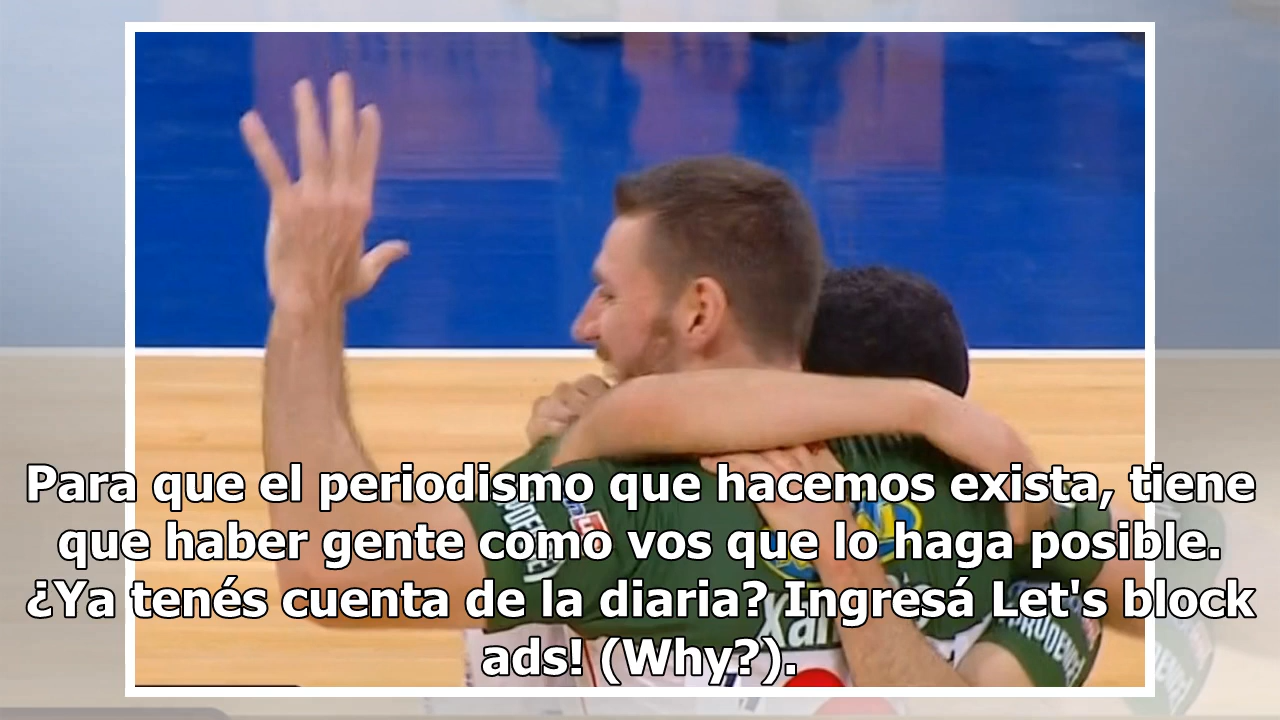 Para que el periodismo que hacemos exista, tiene
que haber gente como vos que lo haga posible.
¿Ya tenés cuenta de la diaria? Ingresá Let's block
ads! (Why?).